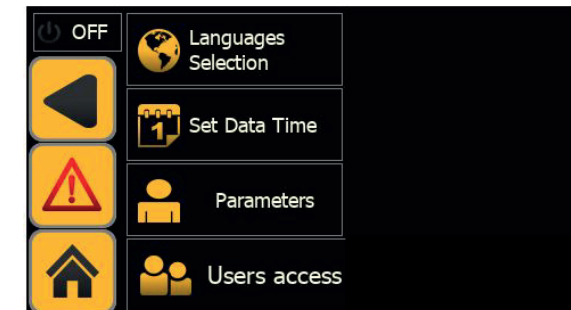 OFF
Languages
Selection
1
Set Data Time
Parameters
Users access